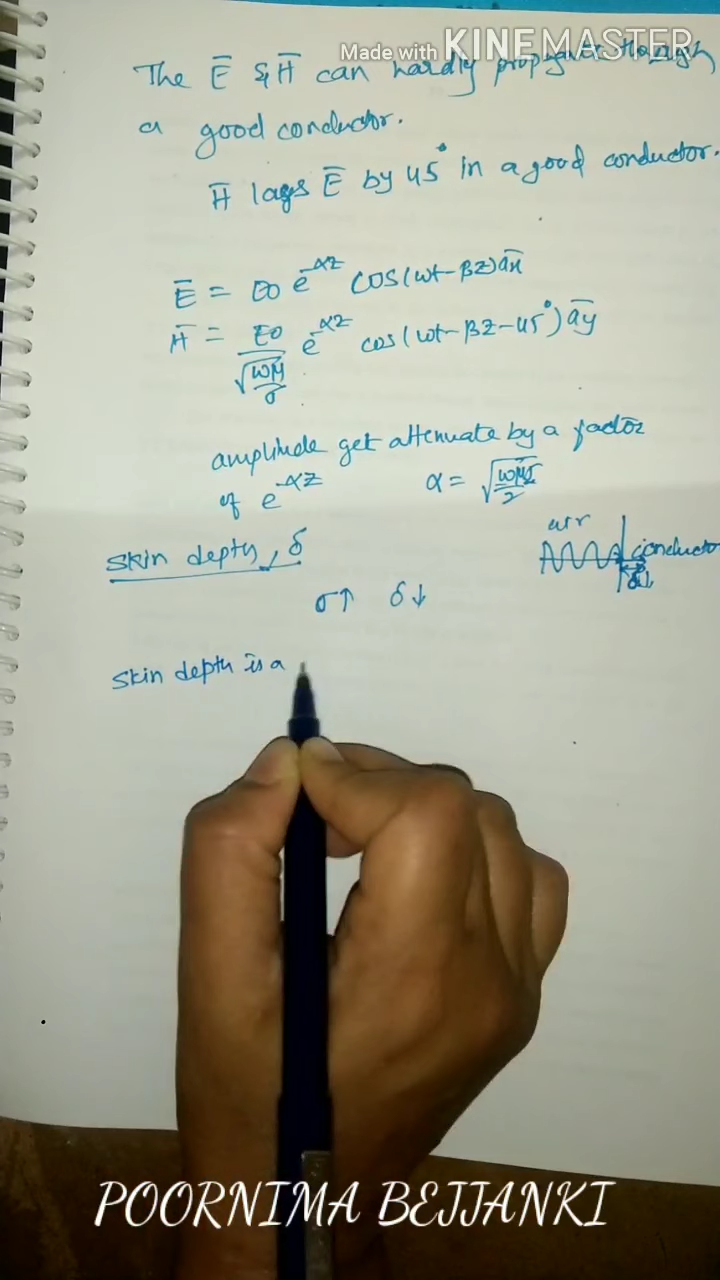 Made with KINEMASTER
The E̅ & H̅ can hardly propagate through
a good conductor.
H̅ lags E̅ by 45° in a good conductor.
E̅ = E0 e^-αz cos(ωt-βz) a̅x
H̅ = E0/√(ωμ/σ) e^-αz cos(ωt-βz-45°) a̅y
amplitude get attenuate by a factor
of e^-αz α = √(ωμσ/2)
air
conductor
skin depth, δ
σ↑ δ↓
skin depth is a
POORNIMA BEJJANKI